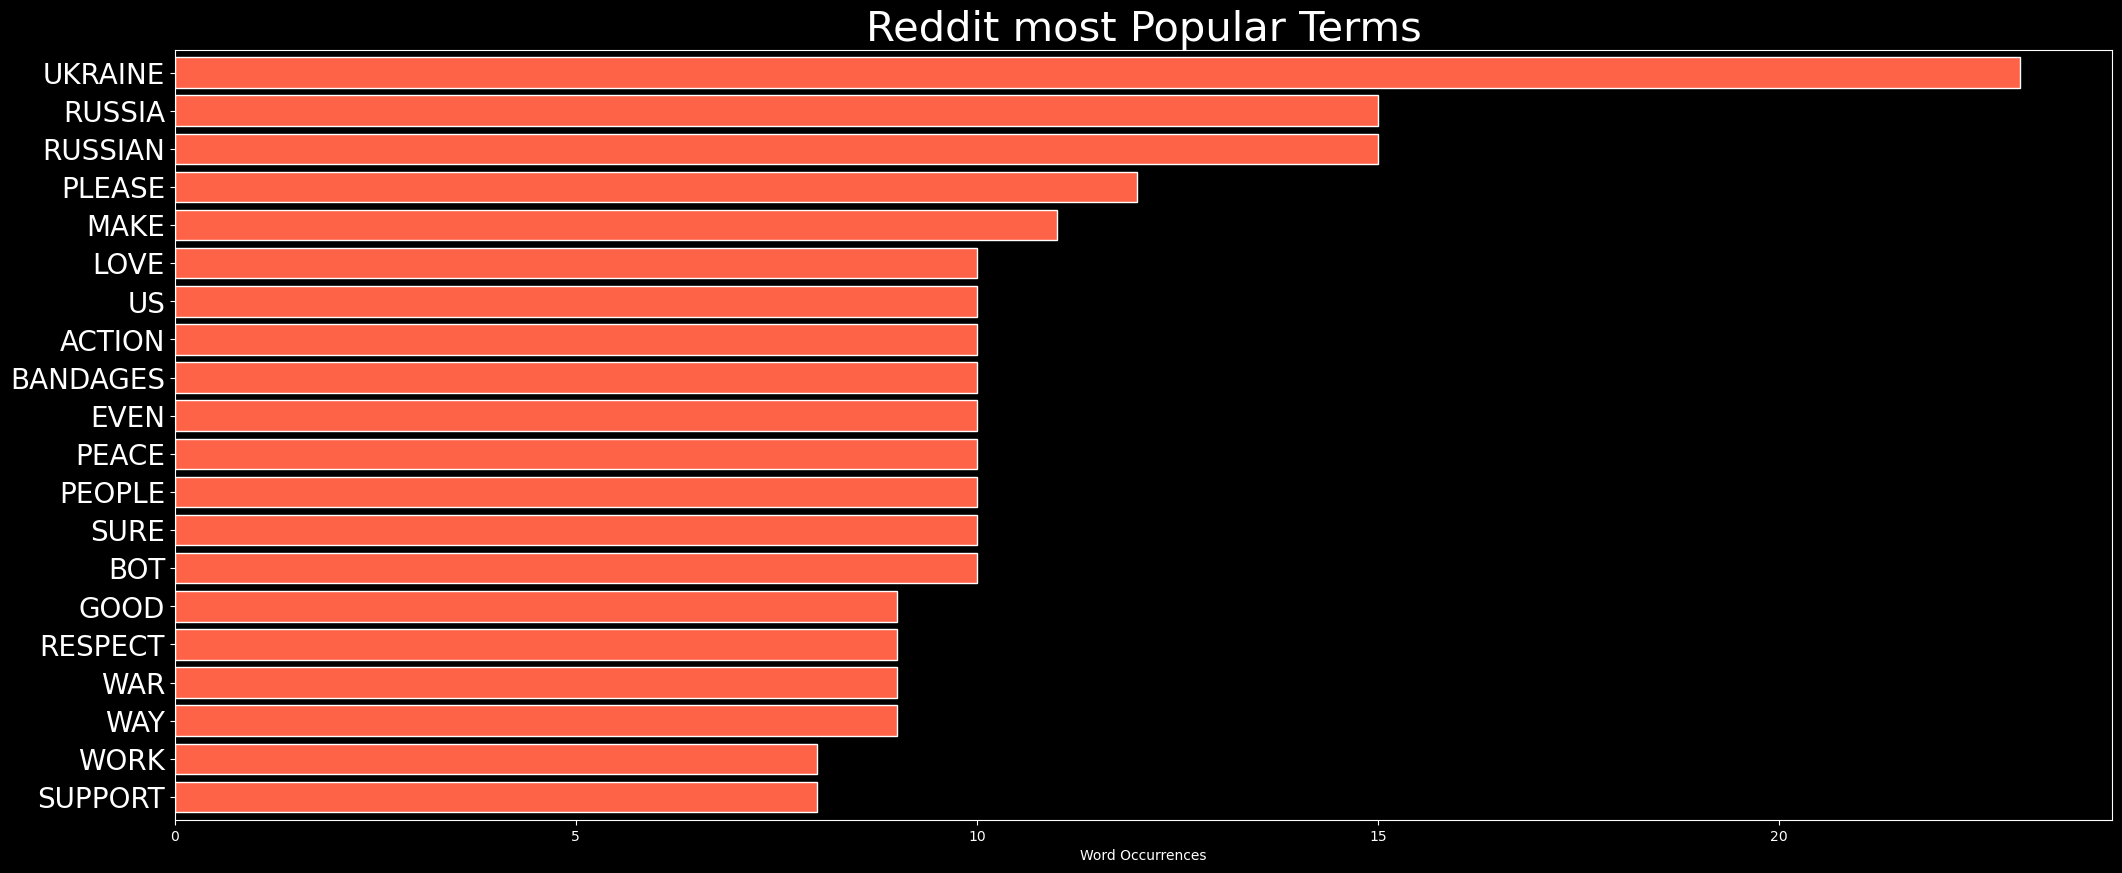 Reddit most Popular Terms
UKRAINE
RUSSIA
RUSSIAN
PLEASE
MAKE
LOVE
US
ACTION
BANDAGES
EVEN
PEACE
PEOPLE
SURE
BOT
GOOD
RESPECT
WAR
WAY
WORK
SUPPORT
0 5 10 15 20
Word Occurrences